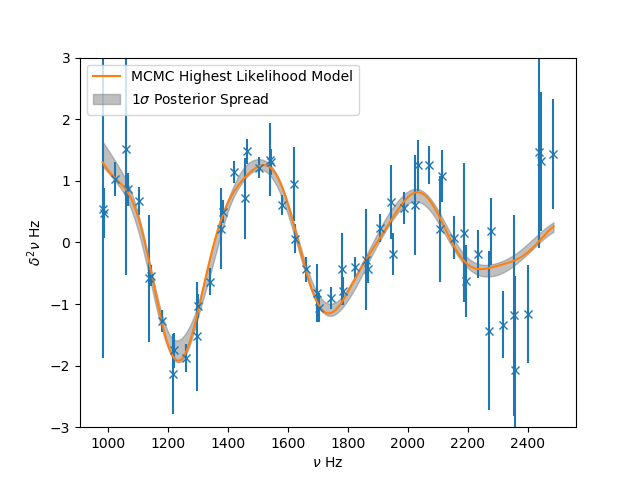 MCMC Highest Likelihood Model
1σ Posterior Spread
3
2
1
0
−1
−2
−3
δ²ν Hz
1000 1200 1400 1600 1800 2000 2200 2400
ν Hz